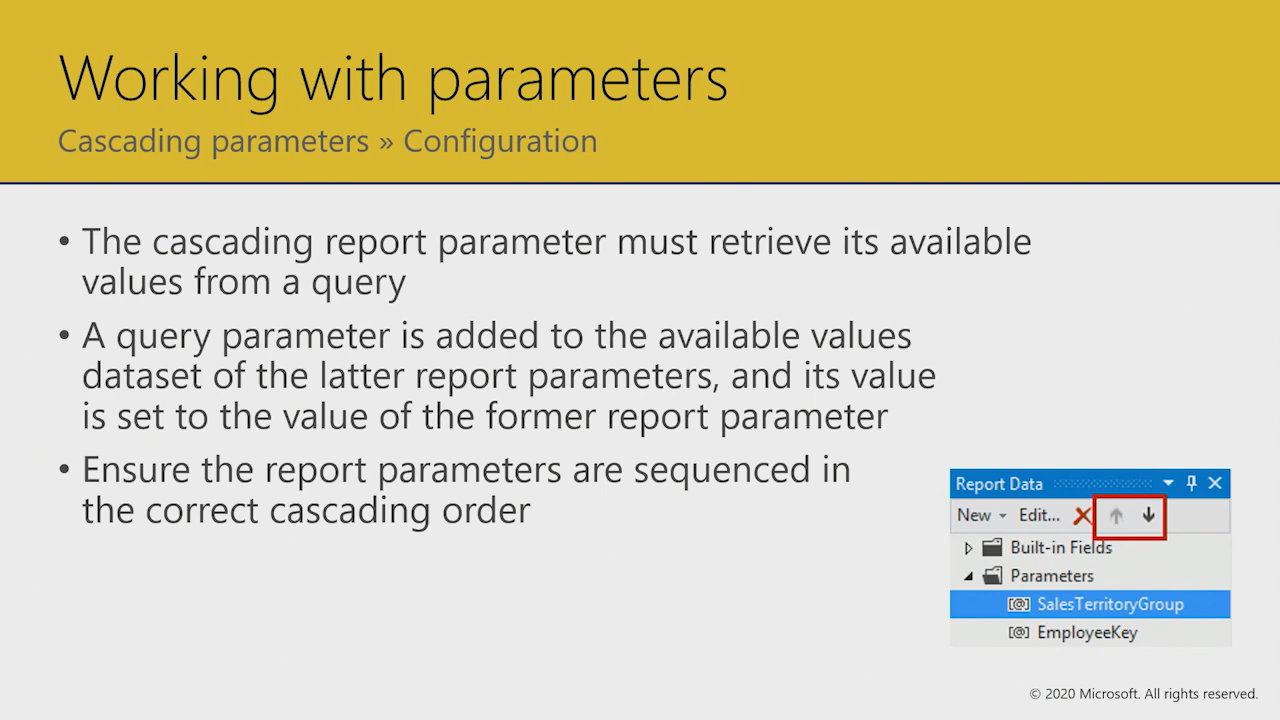 Working with parameters
Cascading parameters » Configuration
• The cascading report parameter must retrieve its available
values from a query
• A query parameter is added to the available values
dataset of the latter report parameters, and its value
is set to the value of the former report parameter
• Ensure the report parameters are sequenced in
the correct cascading order
Report Data
New Edit...
Built-in Fields
Parameters
[@] SalesTerritoryGroup
[@] EmployeeKey
© 2020 Microsoft. All rights reserved.